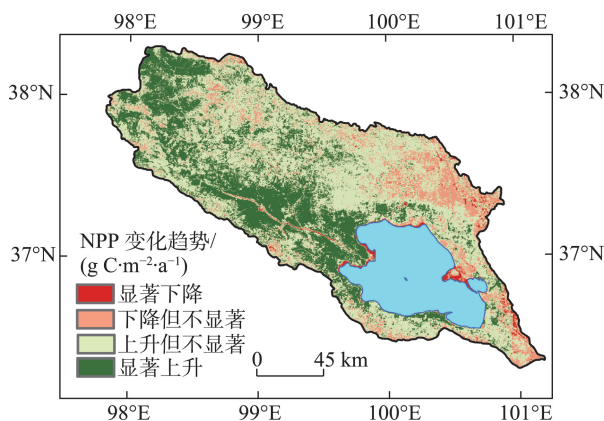 98°E 99°E 100°E 101°E
38°N 38°N
37°N 37°N
NPP 变化趋势/
(g C·m⁻²·a⁻¹)
显著下降
下降但不显著
上升但不显著
显著上升
0 45 km
98°E 99°E 100°E 101°E